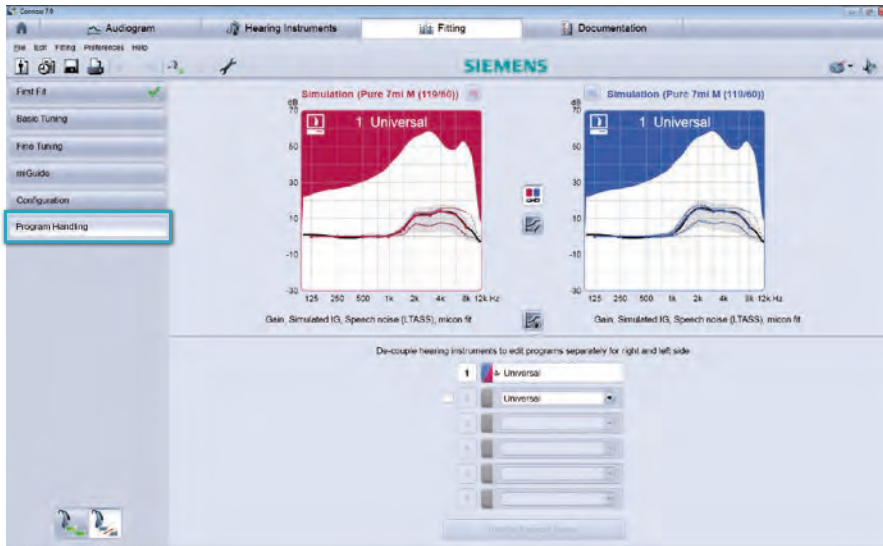 Connexx 7.0
Audiogram Hearing Instruments Fitting Documentation
File Edit Fitting Preferences Help
SIEMENS
First Fit
Basic Tuning
Fine Tuning
miGuide
Configuration
Program Handling
Simulation (Pure 7mi M (119/60)) Simulation (Pure 7mi M (119/60))
dB dB
70 70
1 Universal 1 Universal
50 50
30 30
10 10
-10 -10
-30 -30
125 250 500 1k 2k 4k 8k 12k Hz 125 250 500 1k 2k 4k 8k 12k Hz
Gain, Simulated IG, Speech noise (LTASS), micon fit Gain, Simulated IG, Speech noise (LTASS), micon fit
De-couple hearing instruments to edit programs separately for right and left side
1 Universal
Universal